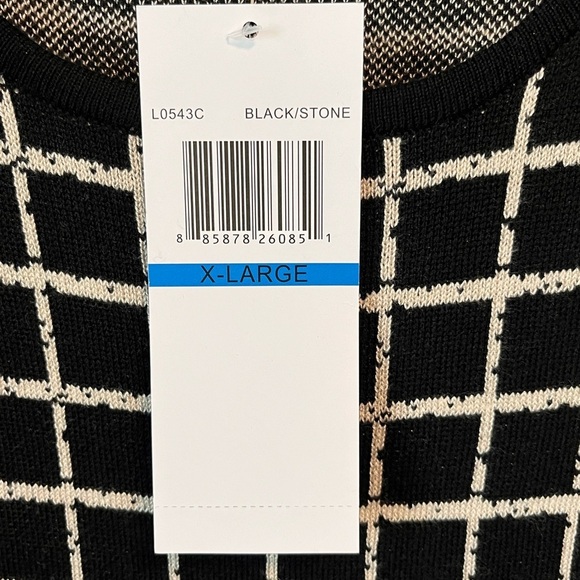 L0543C BLACK/STONE
8 85878 26085 1
X-LARGE